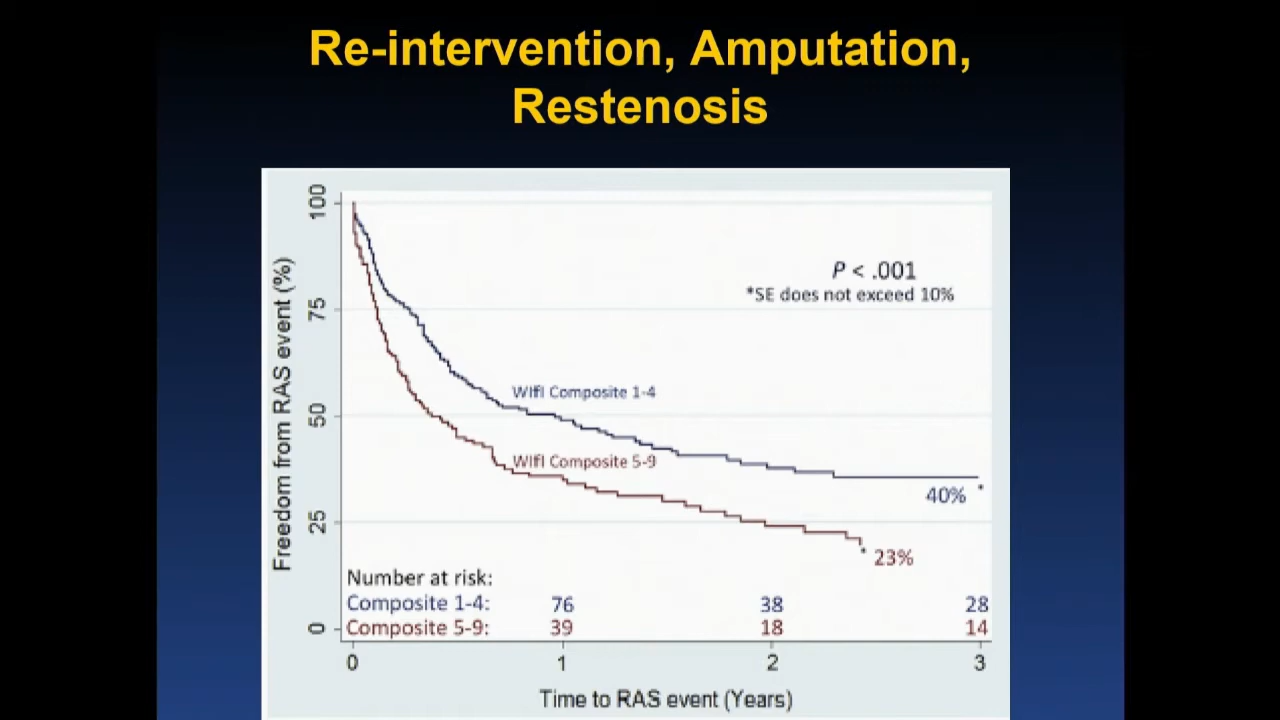 Re-intervention, Amputation,
Restenosis
Freedom from RAS event (%)
100
75
50
25
0
P < .001
*SE does not exceed 10%
WIfI Composite 1-4
WIfI Composite 5-9
40% *
* 23%
Number at risk:
Composite 1-4: 76 38 28
Composite 5-9: 39 18 14
0 1 2 3
Time to RAS event (Years)